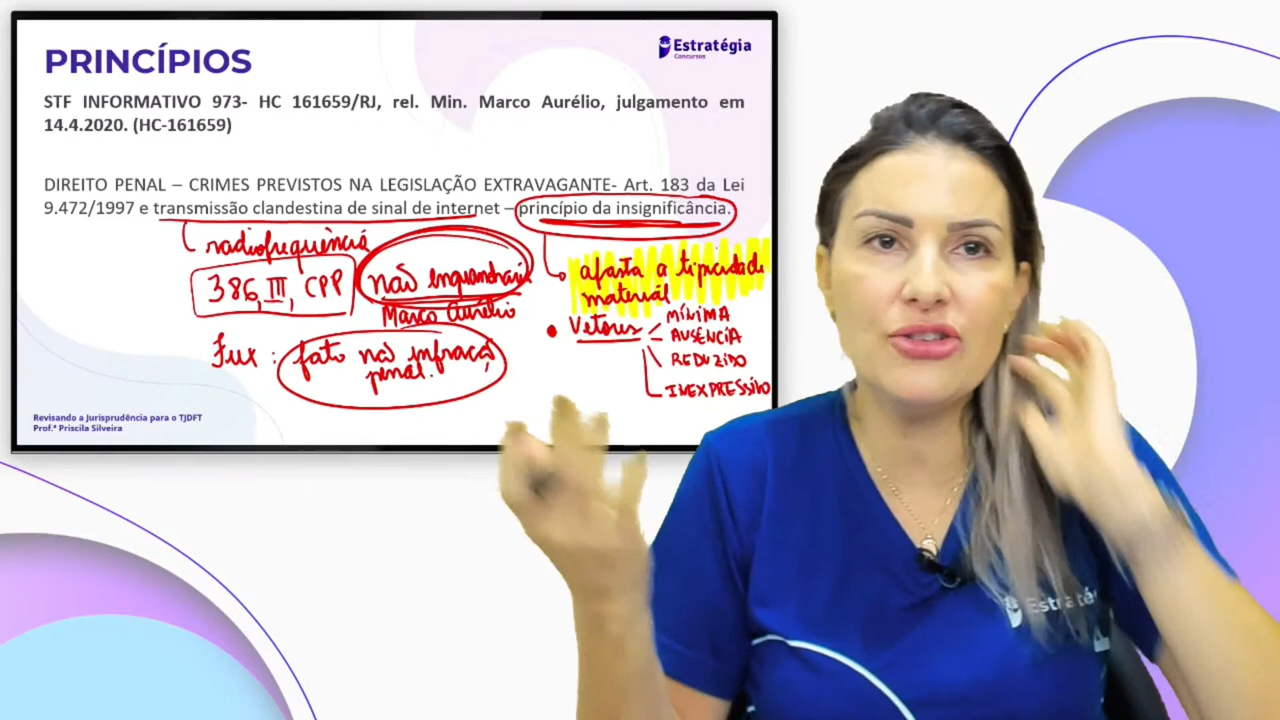 PRINCÍPIOS
Estratégia
Concursos
STF INFORMATIVO 973- HC 161659/RJ, rel. Min. Marco Aurélio, julgamento em
14.4.2020. (HC-161659)
DIREITO PENAL – CRIMES PREVISTOS NA LEGISLAÇÃO EXTRAVAGANTE- Art. 183 da Lei
9.472/1997 e transmissão clandestina de sinal de internet – princípio da insignificância.
radiofrequência
386, III, CPP
não enquadraria
Marco Aurélio
Fux : fato não infração
penal.
afasta a tipicidade
material
Vetores
MÍNIMA
AUSÊNCIA
REDUZIDO
INEXPRESSIVO
Revisando a Jurisprudência para o TJDFT
Prof.ª Priscila Silveira
Estratég